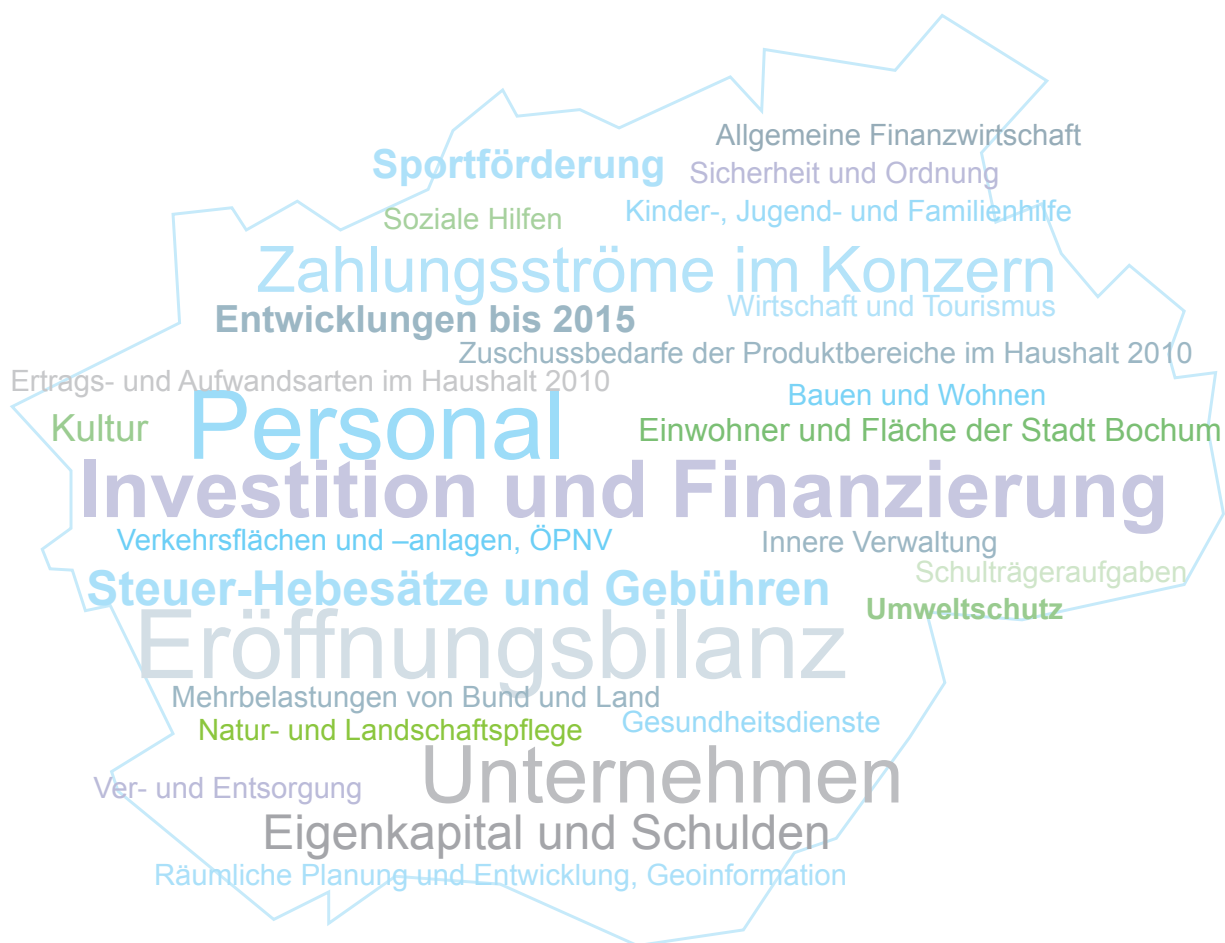 Allgemeine Finanzwirtschaft
Sportförderung
Sicherheit und Ordnung
Soziale Hilfen
Kinder-, Jugend- und Familienhilfe
Zahlungsströme im Konzern
Wirtschaft und Tourismus
Entwicklungen bis 2015
Zuschussbedarfe der Produktbereiche im Haushalt 2010
Ertrags- und Aufwandsarten im Haushalt 2010
Bauen und Wohnen
Kultur
Personal
Einwohner und Fläche der Stadt Bochum
Investition und Finanzierung
Verkehrsflächen und –anlagen, ÖPNV
Innere Verwaltung
Schulträgeraufgaben
Steuer-Hebesätze und Gebühren
Umweltschutz
Eröffnungsbilanz
Mehrbelastungen von Bund und Land
Natur- und Landschaftspflege
Gesundheitsdienste
Unternehmen
Ver- und Entsorgung
Eigenkapital und Schulden
Räumliche Planung und Entwicklung, Geoinformation